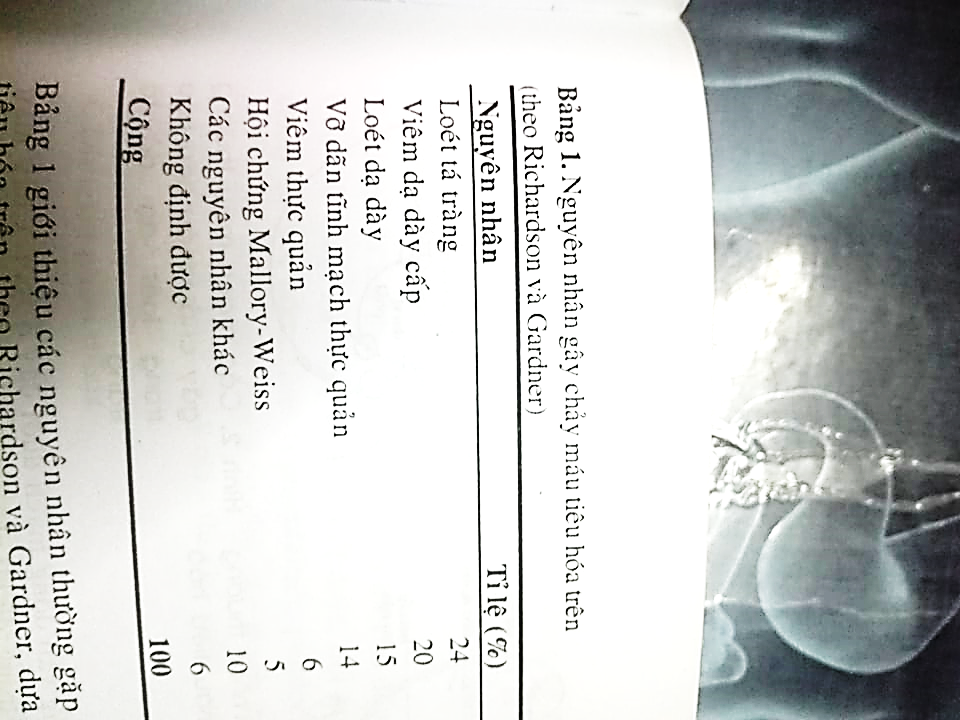 Bảng 1. Nguyên nhân gây chảy máu tiêu hóa trên
(theo Richardson và Gardner)
Nguyên nhân Tỉ lệ (%)
Loét tá tràng 24
Viêm dạ dày cấp 20
Loét dạ dày 15
Vỡ dãn tĩnh mạch thực quản 14
Viêm thực quản 6
Hội chứng Mallory-Weiss 5
Các nguyên nhân khác 10
Không định được 6
Cộng 100
Bảng 1 giới thiệu các nguyên nhân thường gặp
tiêu hóa trên, theo Richardson và Gardner, dựa